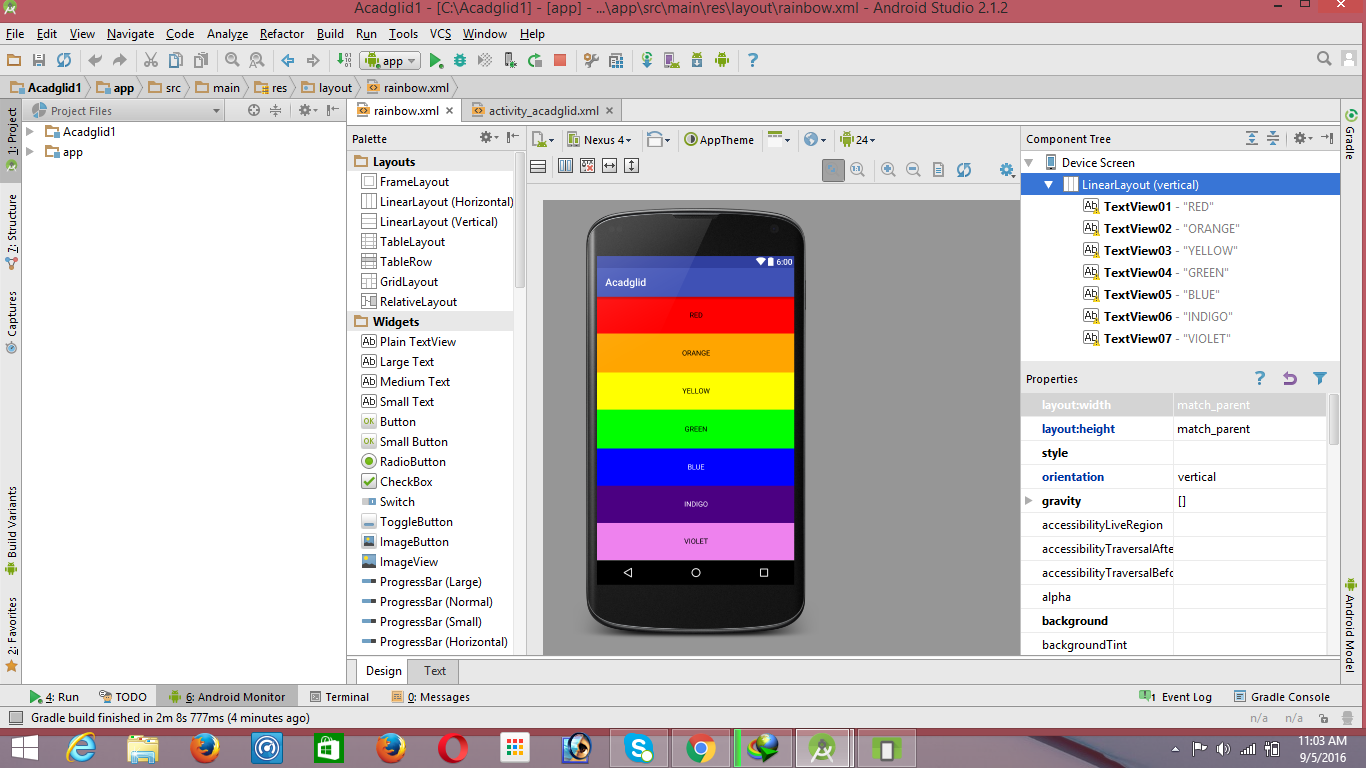 Acadglid1 - [C:\Acadglid1] - [app] - ...\app\src\main\res\layout\rainbow.xml - Android Studio 2.1.2
File Edit View Navigate Code Analyze Refactor Build Run Tools VCS Window Help
app
Acadglid1 app src main res layout rainbow.xml
1: Project
7: Structure
Captures
Build Variants
2: Favorites
Project Files
Acadglid1
app
rainbow.xml activity_acadglid.xml
Palette
Layouts
FrameLayout
LinearLayout (Horizontal)
LinearLayout (Vertical)
TableLayout
TableRow
GridLayout
RelativeLayout
Widgets
Plain TextView
Large Text
Medium Text
Small Text
Button
Small Button
RadioButton
CheckBox
Switch
ToggleButton
ImageButton
ImageView
ProgressBar (Large)
ProgressBar (Normal)
ProgressBar (Small)
ProgressBar (Horizontal)
Nexus 4 AppTheme 24
6:00
Acadglid
RED
ORANGE
YELLOW
GREEN
BLUE
INDIGO
VIOLET
Component Tree
Device Screen
LinearLayout (vertical)
TextView01 - "RED"
TextView02 - "ORANGE"
TextView03 - "YELLOW"
TextView04 - "GREEN"
TextView05 - "BLUE"
TextView06 - "INDIGO"
TextView07 - "VIOLET"
Properties ?
layout:width match_parent
layout:height match_parent
style
orientation vertical
gravity []
accessibilityLiveRegion
accessibilityTraversalAfte
accessibilityTraversalBefo
alpha
background
backgroundTint
Gradle
Android Model
Design Text
4: Run TODO 6: Android Monitor Terminal 0: Messages 1 Event Log Gradle Console
Gradle build finished in 2m 8s 777ms (4 minutes ago) n/a n/a
11:03 AM
9/5/2016